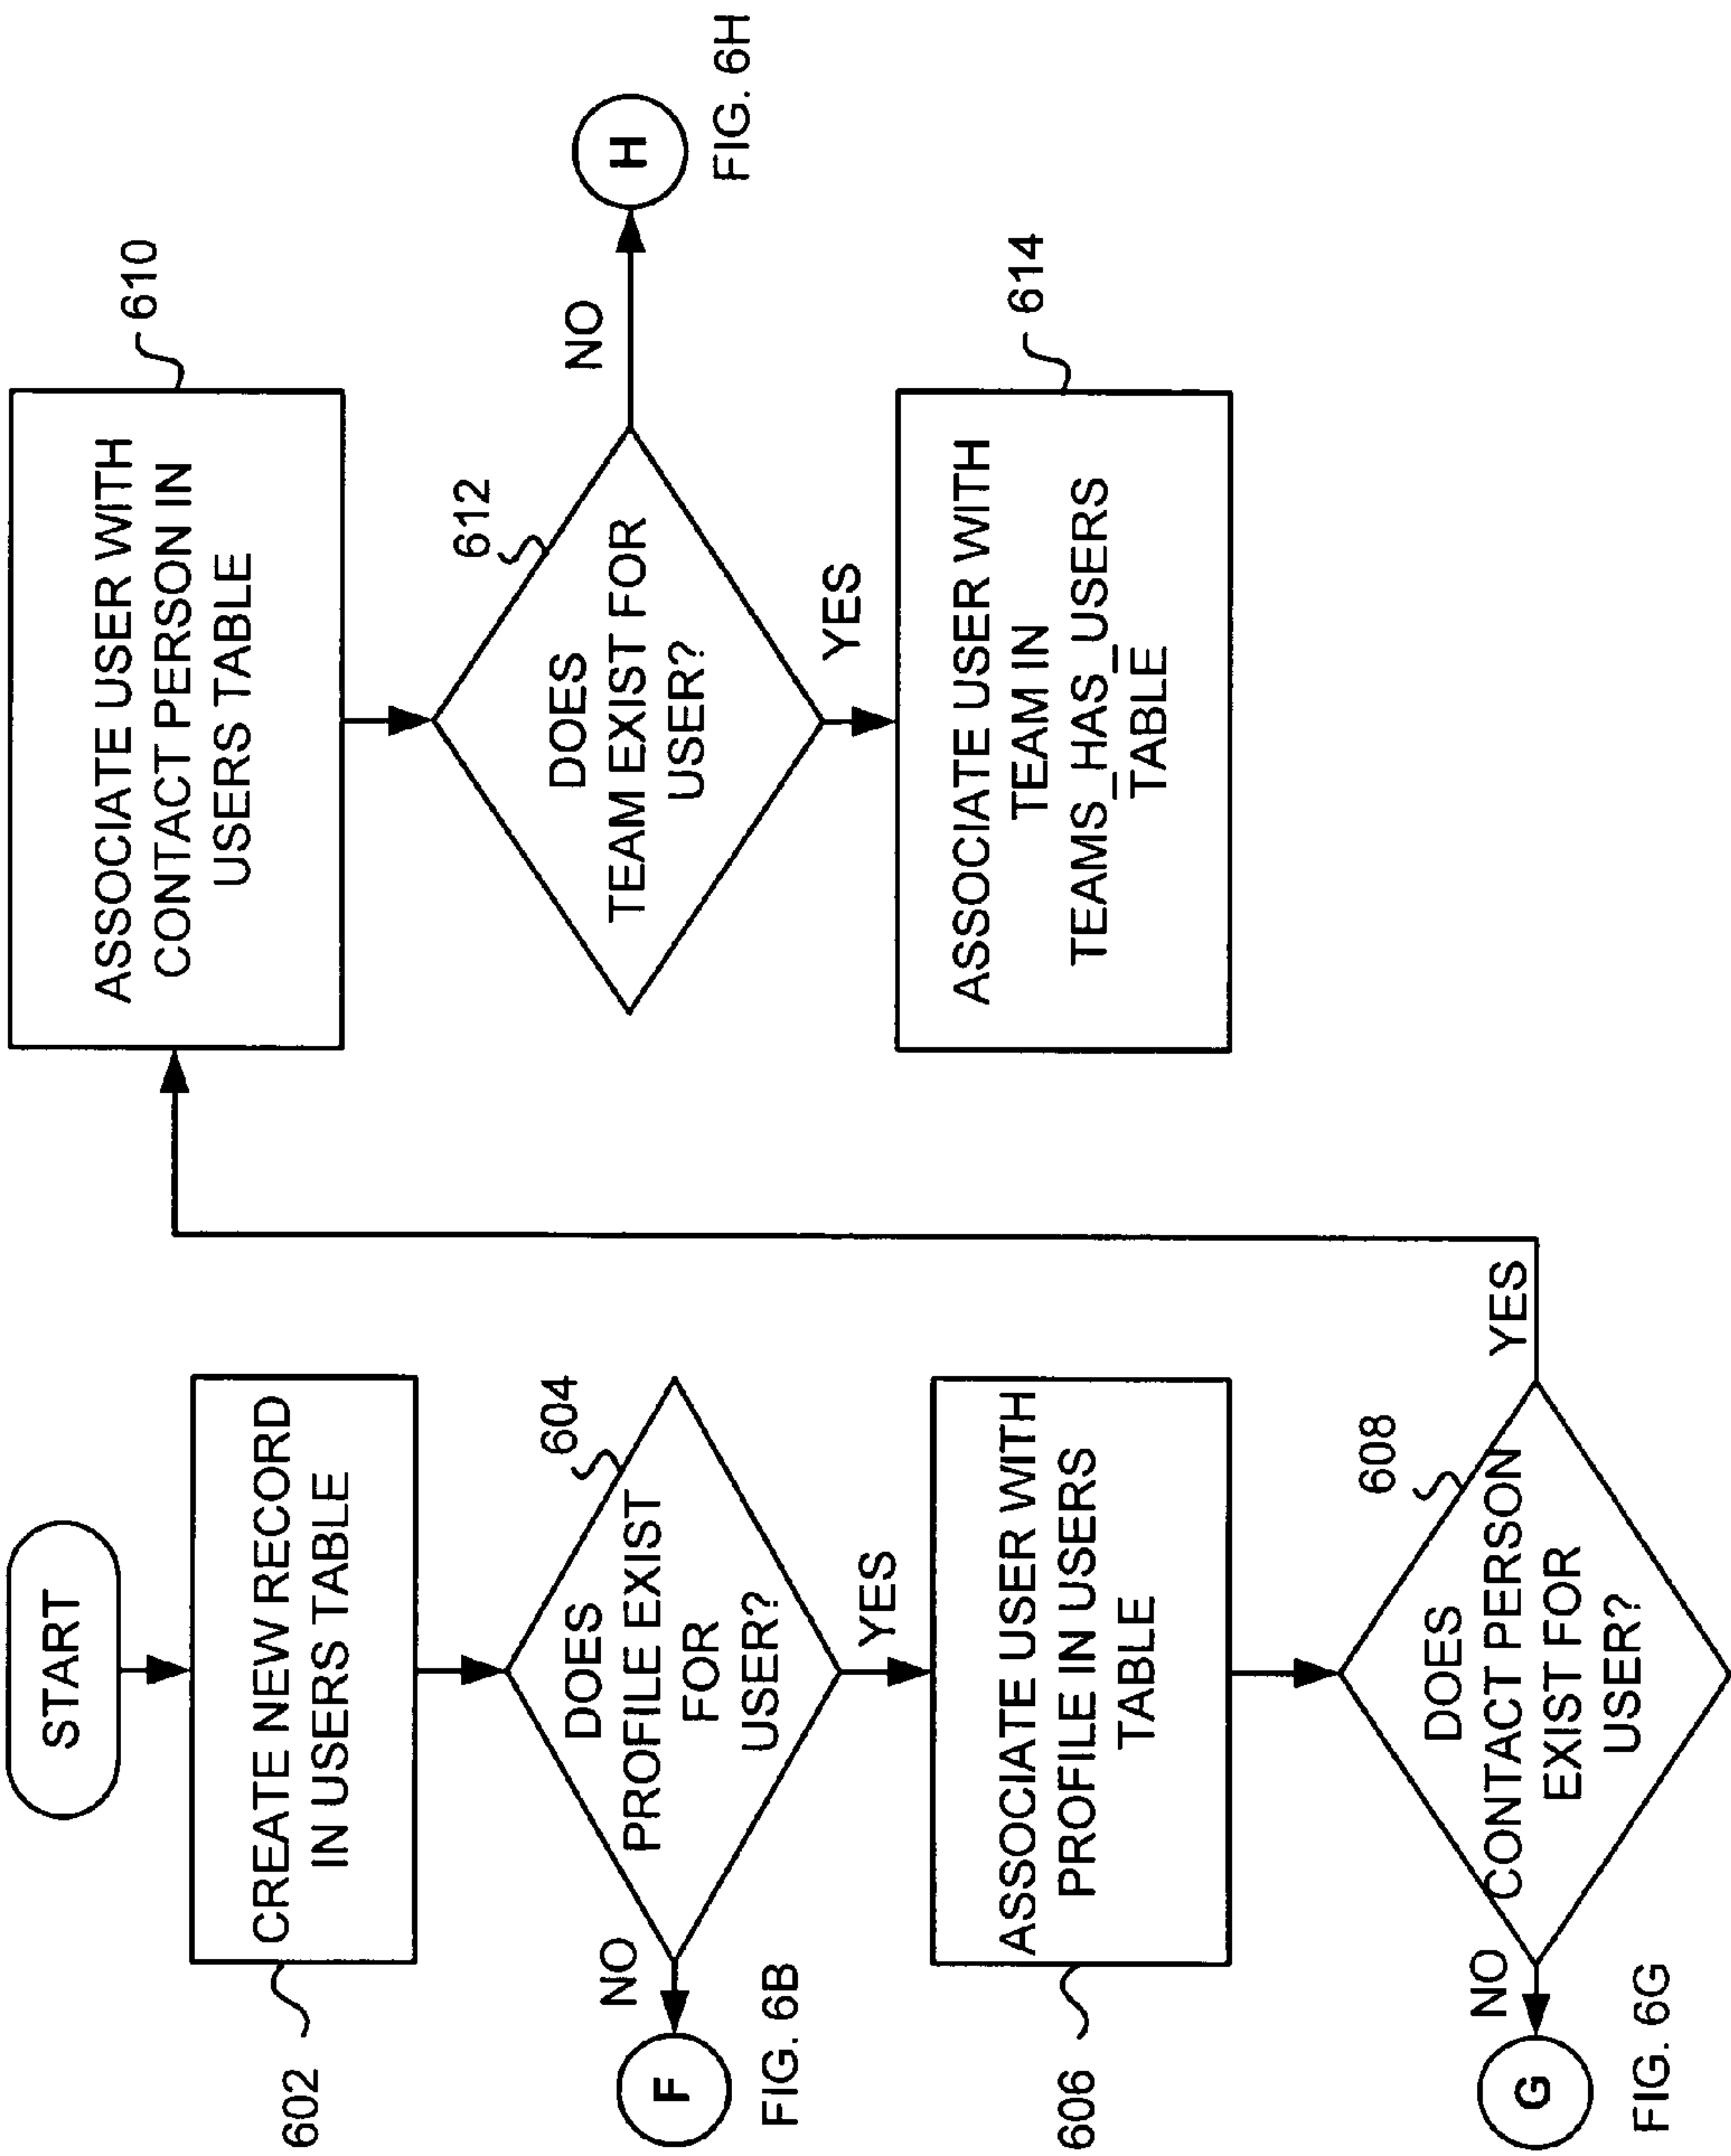 START
602
CREATE NEW RECORD
IN USERS TABLE
604
DOES
PROFILE EXIST
FOR
USER?
NO
F
FIG. 6B
YES
606
ASSOCIATE USER WITH
PROFILE IN USERS
TABLE
608
DOES
CONTACT PERSON
EXIST FOR
USER?
NO
G
FIG. 6G
YES
610
ASSOCIATE USER WITH
CONTACT PERSON IN
USERS TABLE
612
DOES
TEAM EXIST FOR
USER?
NO
H
FIG. 6H
YES
614
ASSOCIATE USER WITH
TEAM IN
TEAMS_HAS_USERS
TABLE